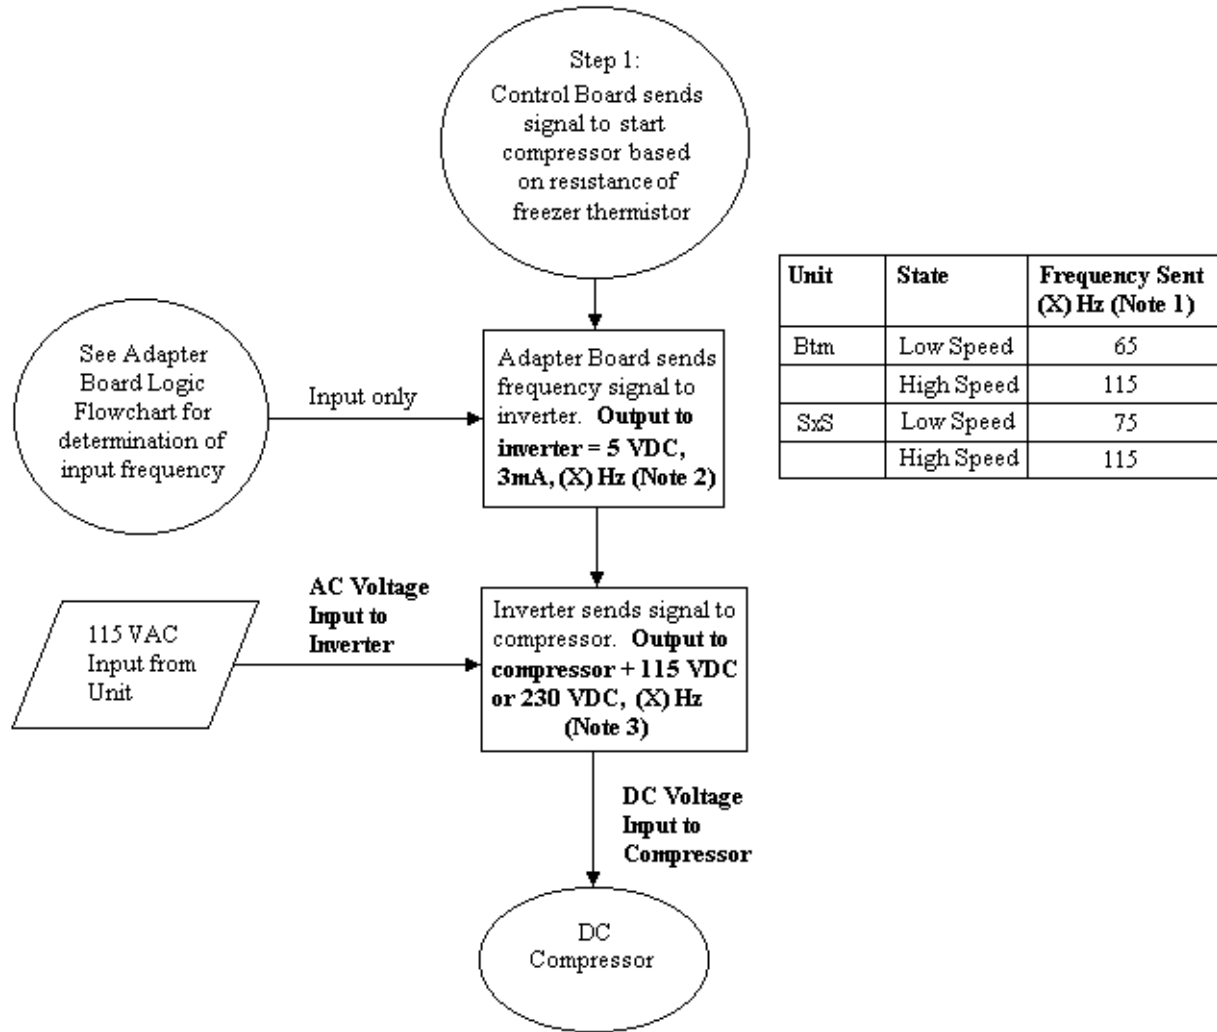 Step 1:
Control Board sends
signal to start
compressor based
on resistance of
freezer thermistor
Unit State Frequency Sent
(X) Hz (Note 1)
Btm Low Speed 65
High Speed 115
SxS Low Speed 75
High Speed 115
See Adapter
Board Logic
Flowchart for
determination of
input frequency
Input only
Adapter Board sends
frequency signal to
inverter. Output to
inverter = 5 VDC,
3mA, (X) Hz (Note 2)
115 VAC
Input from
Unit
AC Voltage
Input to
Inverter
Inverter sends signal to
compressor. Output to
compressor + 115 VDC
or 230 VDC, (X) Hz
(Note 3)
DC Voltage
Input to
Compressor
DC
Compressor